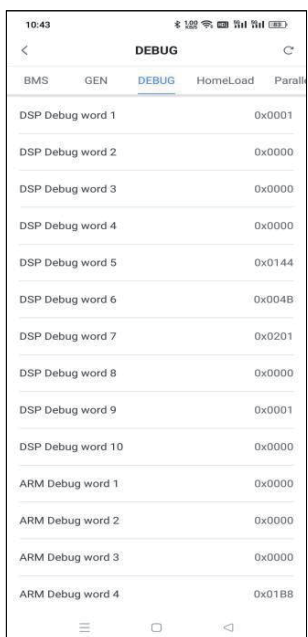 10:43
DEBUG
BMS GEN DEBUG HomeLoad Paralle
DSP Debug word 1 0x0001
DSP Debug word 2 0x0000
DSP Debug word 3 0x0000
DSP Debug word 4 0x0000
DSP Debug word 5 0x0144
DSP Debug word 6 0x004B
DSP Debug word 7 0x0201
DSP Debug word 8 0x0000
DSP Debug word 9 0x0001
DSP Debug word 10 0x0000
ARM Debug word 1 0x0000
ARM Debug word 2 0x0000
ARM Debug word 3 0x0000
ARM Debug word 4 0x01B8